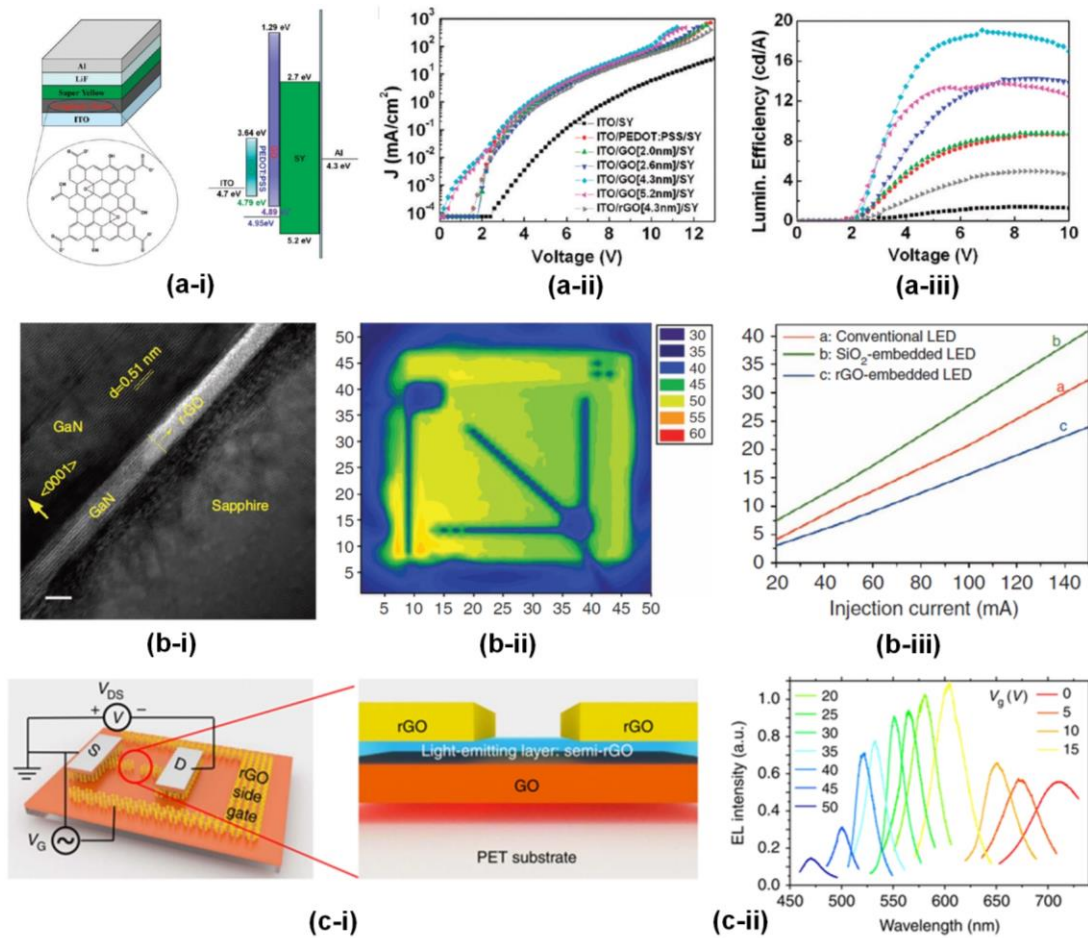 Al
LiF
Super Yellow
ITO
1.29 eV
2.7 eV
3.64 eV
PEDOT:PSS
GO
SY
Al
4.3 eV
ITO
4.7 eV
4.79 eV
4.89 eV
4.95eV
5.2 eV
(a-i)
J (mA/cm²)
10³
10²
10¹
10⁰
10⁻¹
10⁻²
10⁻³
10⁻⁴
ITO/SY
ITO/PEDOT:PSS/SY
ITO/GO[2.0nm]/SY
ITO/GO[2.6nm]/SY
ITO/GO[4.3nm]/SY
ITO/GO[5.2nm]/SY
ITO/rGO[4.3nm]/SY
0 2 4 6 8 10 12
Voltage (V)
(a-ii)
Lumin. Efficiency (cd/A)
20
16
12
8
4
0
0 2 4 6 8 10
Voltage (V)
(a-iii)
d=0.51 nm
GaN
<0001>
r-GO
GaN
Sapphire
(b-i)
50
45
40
35
30
25
20
15
10
5
5 10 15 20 25 30 35 40 45 50
30
35
40
45
50
55
60
(b-ii)
40
35
30
25
20
15
10
5
0
a: Conventional LED
b: SiO₂-embedded LED
c: rGO-embedded LED
b
a
c
20 40 60 80 100 120 140
Injection current (mA)
(b-iii)
V_DS
+ V −
S
D
rGO
side
gate
V_G
rGO
rGO
Light-emitting layer: semi-rGO
GO
PET substrate
(c-i)
EL intensity (a.u.)
1.0
0.8
0.6
0.4
0.2
0.0
20
25
30
35
40
45
50
V_g (V)
0
5
10
15
450 500 550 600 650 700
Wavelength (nm)
(c-ii)